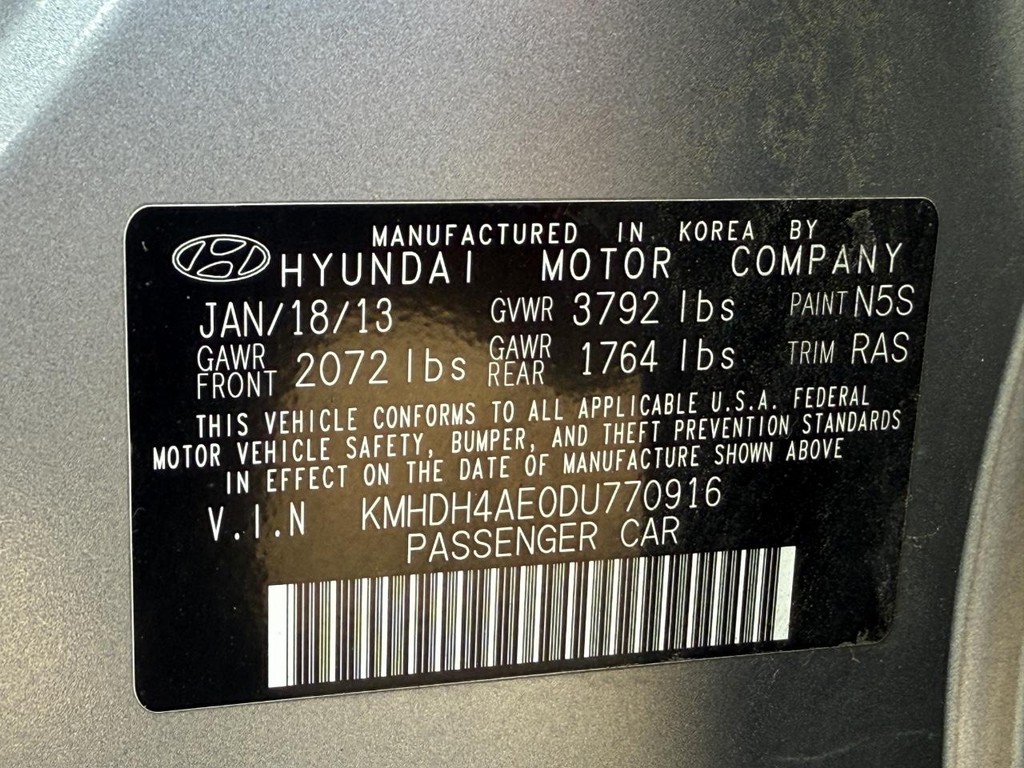 MANUFACTURED IN KOREA BY
HYUNDAI MOTOR COMPANY
JAN/18/13 GVWR 3792 lbs PAINT N5S
GAWR FRONT 2072 lbs GAWR REAR 1764 lbs TRIM RAS
THIS VEHICLE CONFORMS TO ALL APPLICABLE U.S.A. FEDERAL
MOTOR VEHICLE SAFETY, BUMPER, AND THEFT PREVENTION STANDARDS
IN EFFECT ON THE DATE OF MANUFACTURE SHOWN ABOVE
V.I.N KMHDH4AE0DU770916
PASSENGER CAR